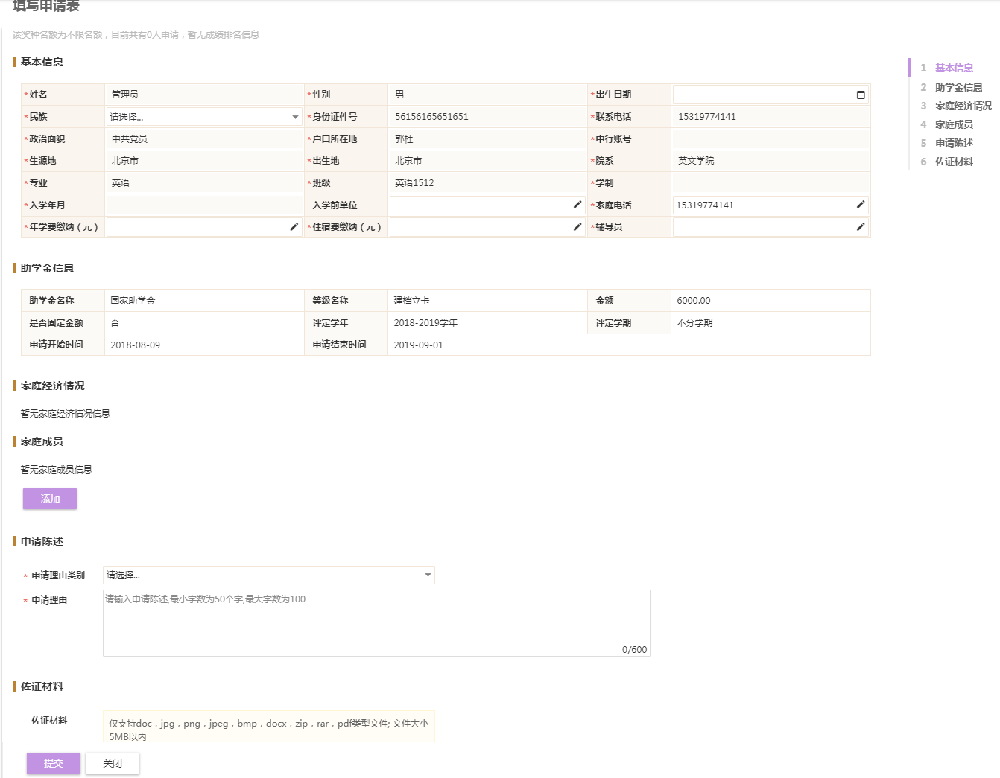 填写申请表
该奖种名额为不限名额，目前共有0人申请，暂无成绩排名信息
基本信息
*姓名 管理员 *性别 男 *出生日期
*民族 请选择... *身份证件号 56156165651651 *联系电话 15319774141
*政治面貌 中共党员 *户口所在地 郭杜 *中行账号
*生源地 北京市 *出生地 北京市 *院系 英文学院
*专业 英语 *班级 英语1512 *学制
*入学年月 入学前单位 *家庭电话 15319774141
*年学费缴纳（元） *住宿费缴纳（元） *辅导员
助学金信息
助学金名称 国家助学金 等级名称 建档立卡 金额 6000.00
是否固定金额 否 评定学年 2018-2019学年 评定学期 不分学期
申请开始时间 2018-08-09 申请结束时间 2019-09-01
家庭经济情况
暂无家庭经济情况信息
家庭成员
暂无家庭成员信息
添加
申请陈述
* 申请理由类别 请选择...
* 申请理由 请输入申请陈述,最小字数为50个字,最大字数为100
0/600
佐证材料
佐证材料 仅支持doc，jpg，png，jpeg，bmp，docx，zip，rar，pdf类型文件; 文件大小
5MB以内
提交 关闭
1 基本信息
2 助学金信息
3 家庭经济情况
4 家庭成员
5 申请陈述
6 佐证材料